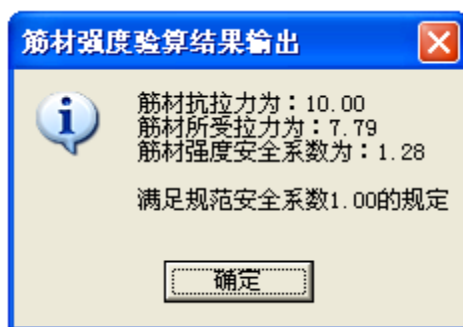 筋材强度验算结果输出
筋材抗拉力为：10.00
筋材所受拉力为：7.79
筋材强度安全系数为：1.28
满足规范安全系数1.00的规定
确定